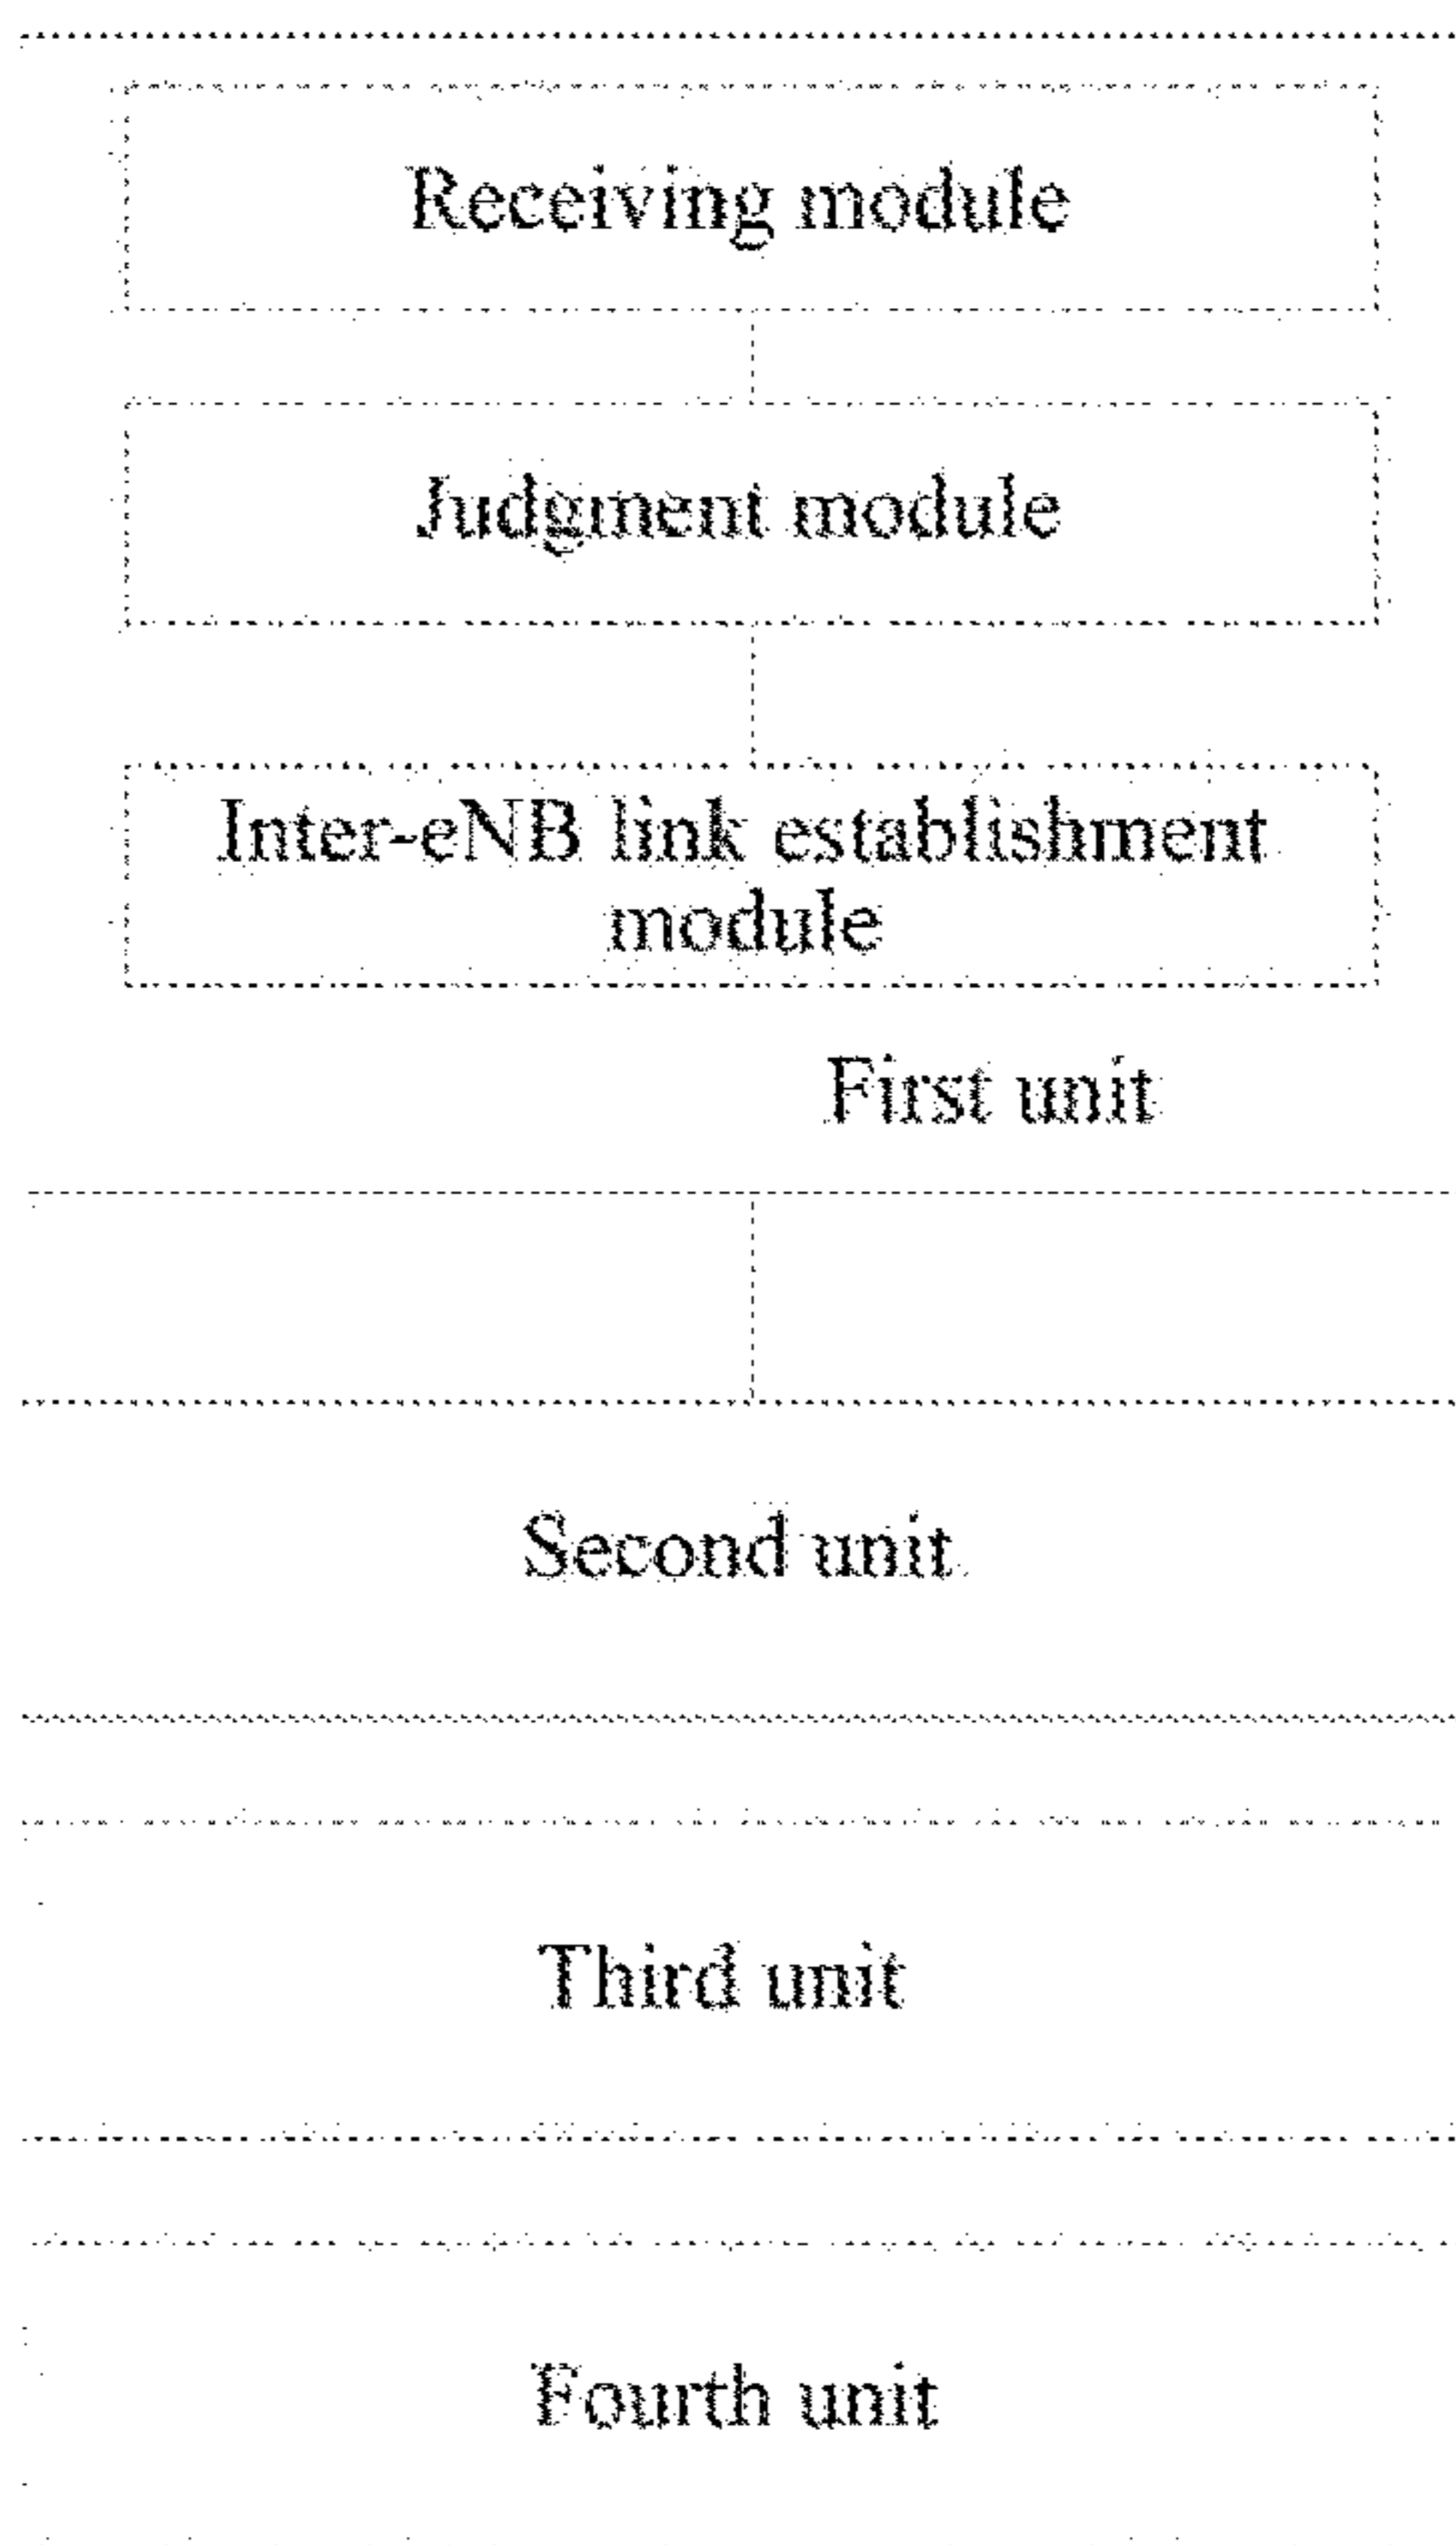 Receiving module
Judgment module
Inter-eNB link establishment
module
First unit
Second unit
Third unit
Fourth unit